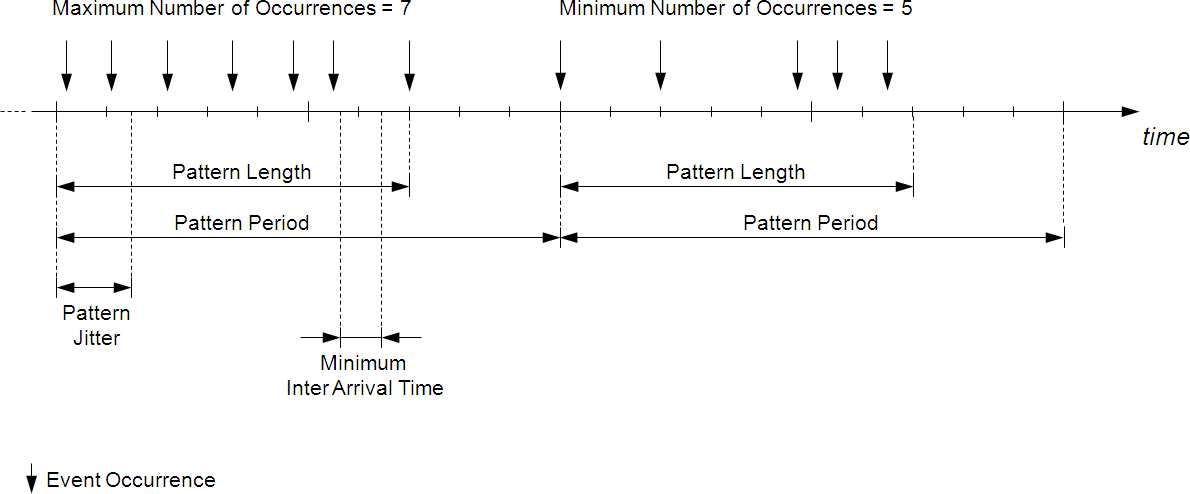 Maximum Number of Occurrences = 7
Minimum Number of Occurrences = 5
time
Pattern Length
Pattern Length
Pattern Period
Pattern Period
Pattern
Jitter
Minimum
Inter Arrival Time
Event Occurrence